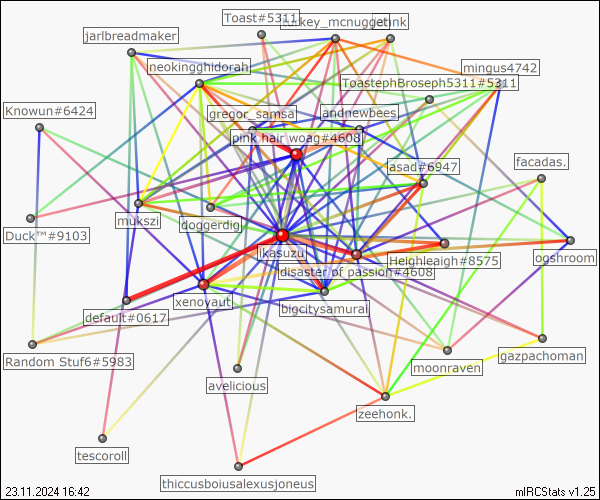 Toast#5311
turkey_mcnugget
jarlbreadmaker
neokingghidorah
mingus4742
ToastephBroseph5311#5311
Knowun#6424
gregor_samsa
andnewbees
pink hair woag#4608
asad#6947
facadas.
mukszi
doggerdig
Duck™#9103
ikasuzu
Heighleaigh#8575
ogshroom
disaster of passion#4608
xenoyaut
bigcitysamurai
default#0617
Random Stuf6#5983
gazpachoman
moonraven
avelicious
zeehonk.
tescoroll
thiccusboiusalexusjoneus
23.11.2024 16:42
mIRCStats v1.25